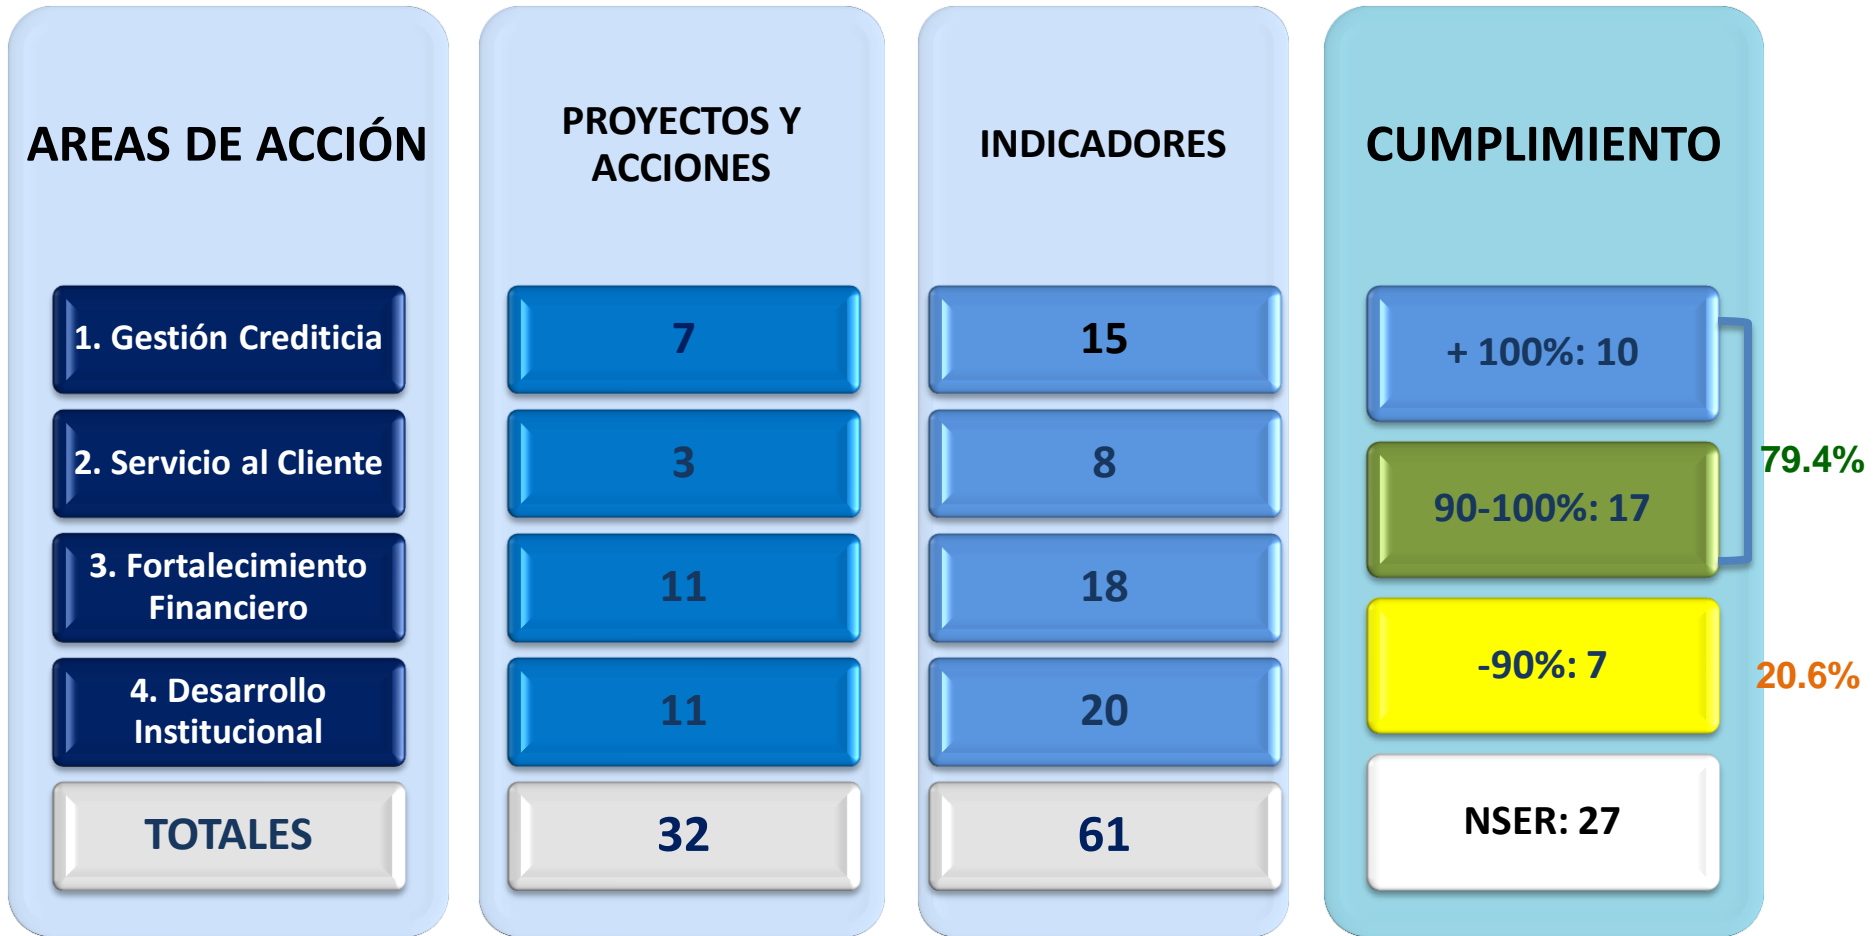 AREAS DE ACCIÓN
1. Gestión Crediticia
2. Servicio al Cliente
3. Fortalecimiento
Financiero
4. Desarrollo
Institucional
TOTALES
PROYECTOS Y
ACCIONES
7
3
11
11
32
INDICADORES
15
8
18
20
61
CUMPLIMIENTO
+ 100%: 10
90-100%: 17
79.4%
-90%: 7
20.6%
NSER: 27